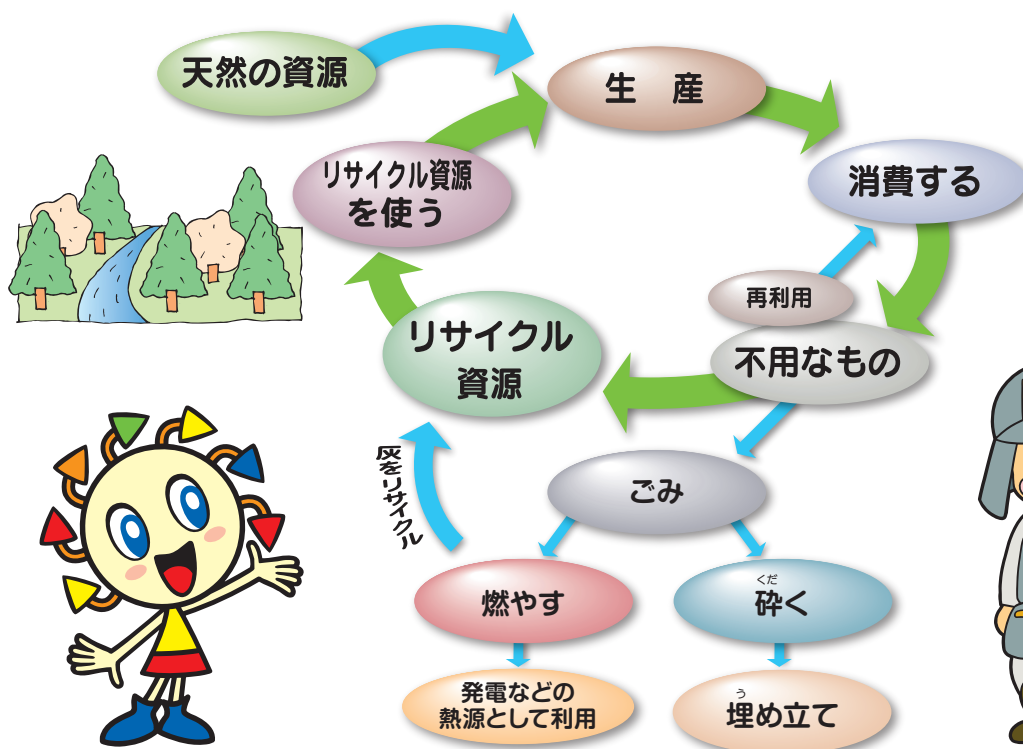 天然の資源
生　産
リサイクル資源
を使う
消費する
再利用
不用なもの
リサイクル
資源
灰をリサイクル
ごみ
燃やす
くだ
砕く
発電などの
熱源として利用
う
埋め立て